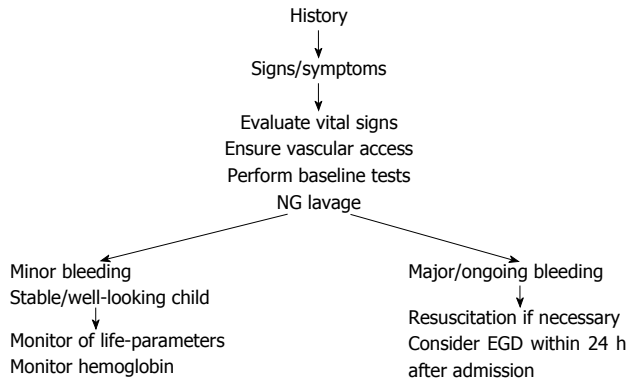 History
Signs/symptoms
Evaluate vital signs
Ensure vascular access
Perform baseline tests
NG lavage
Minor bleeding
Stable/well-looking child
Monitor of life-parameters
Monitor hemoglobin
Major/ongoing bleeding
Resuscitation if necessary
Consider EGD within 24 h
after admission